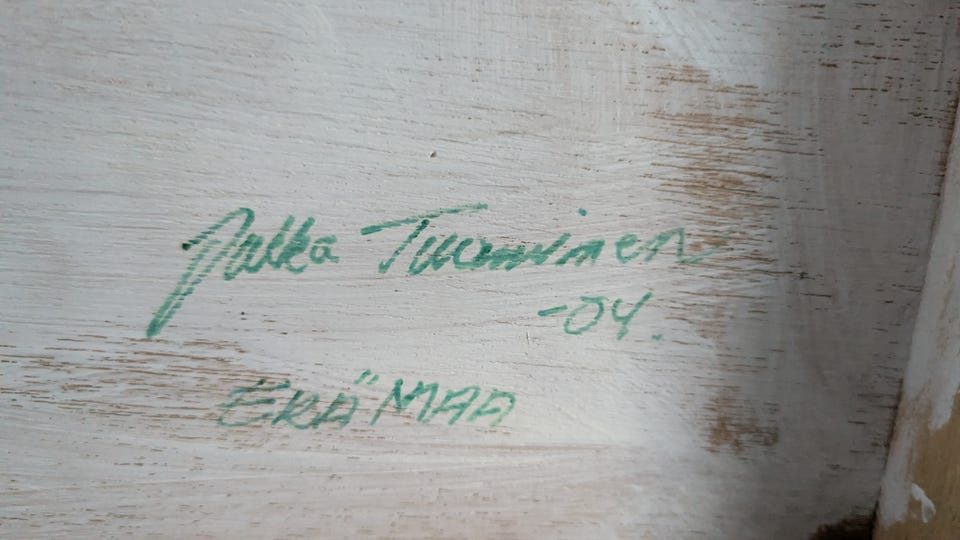 Jukka Tuominen
-04.
ERÄMAA